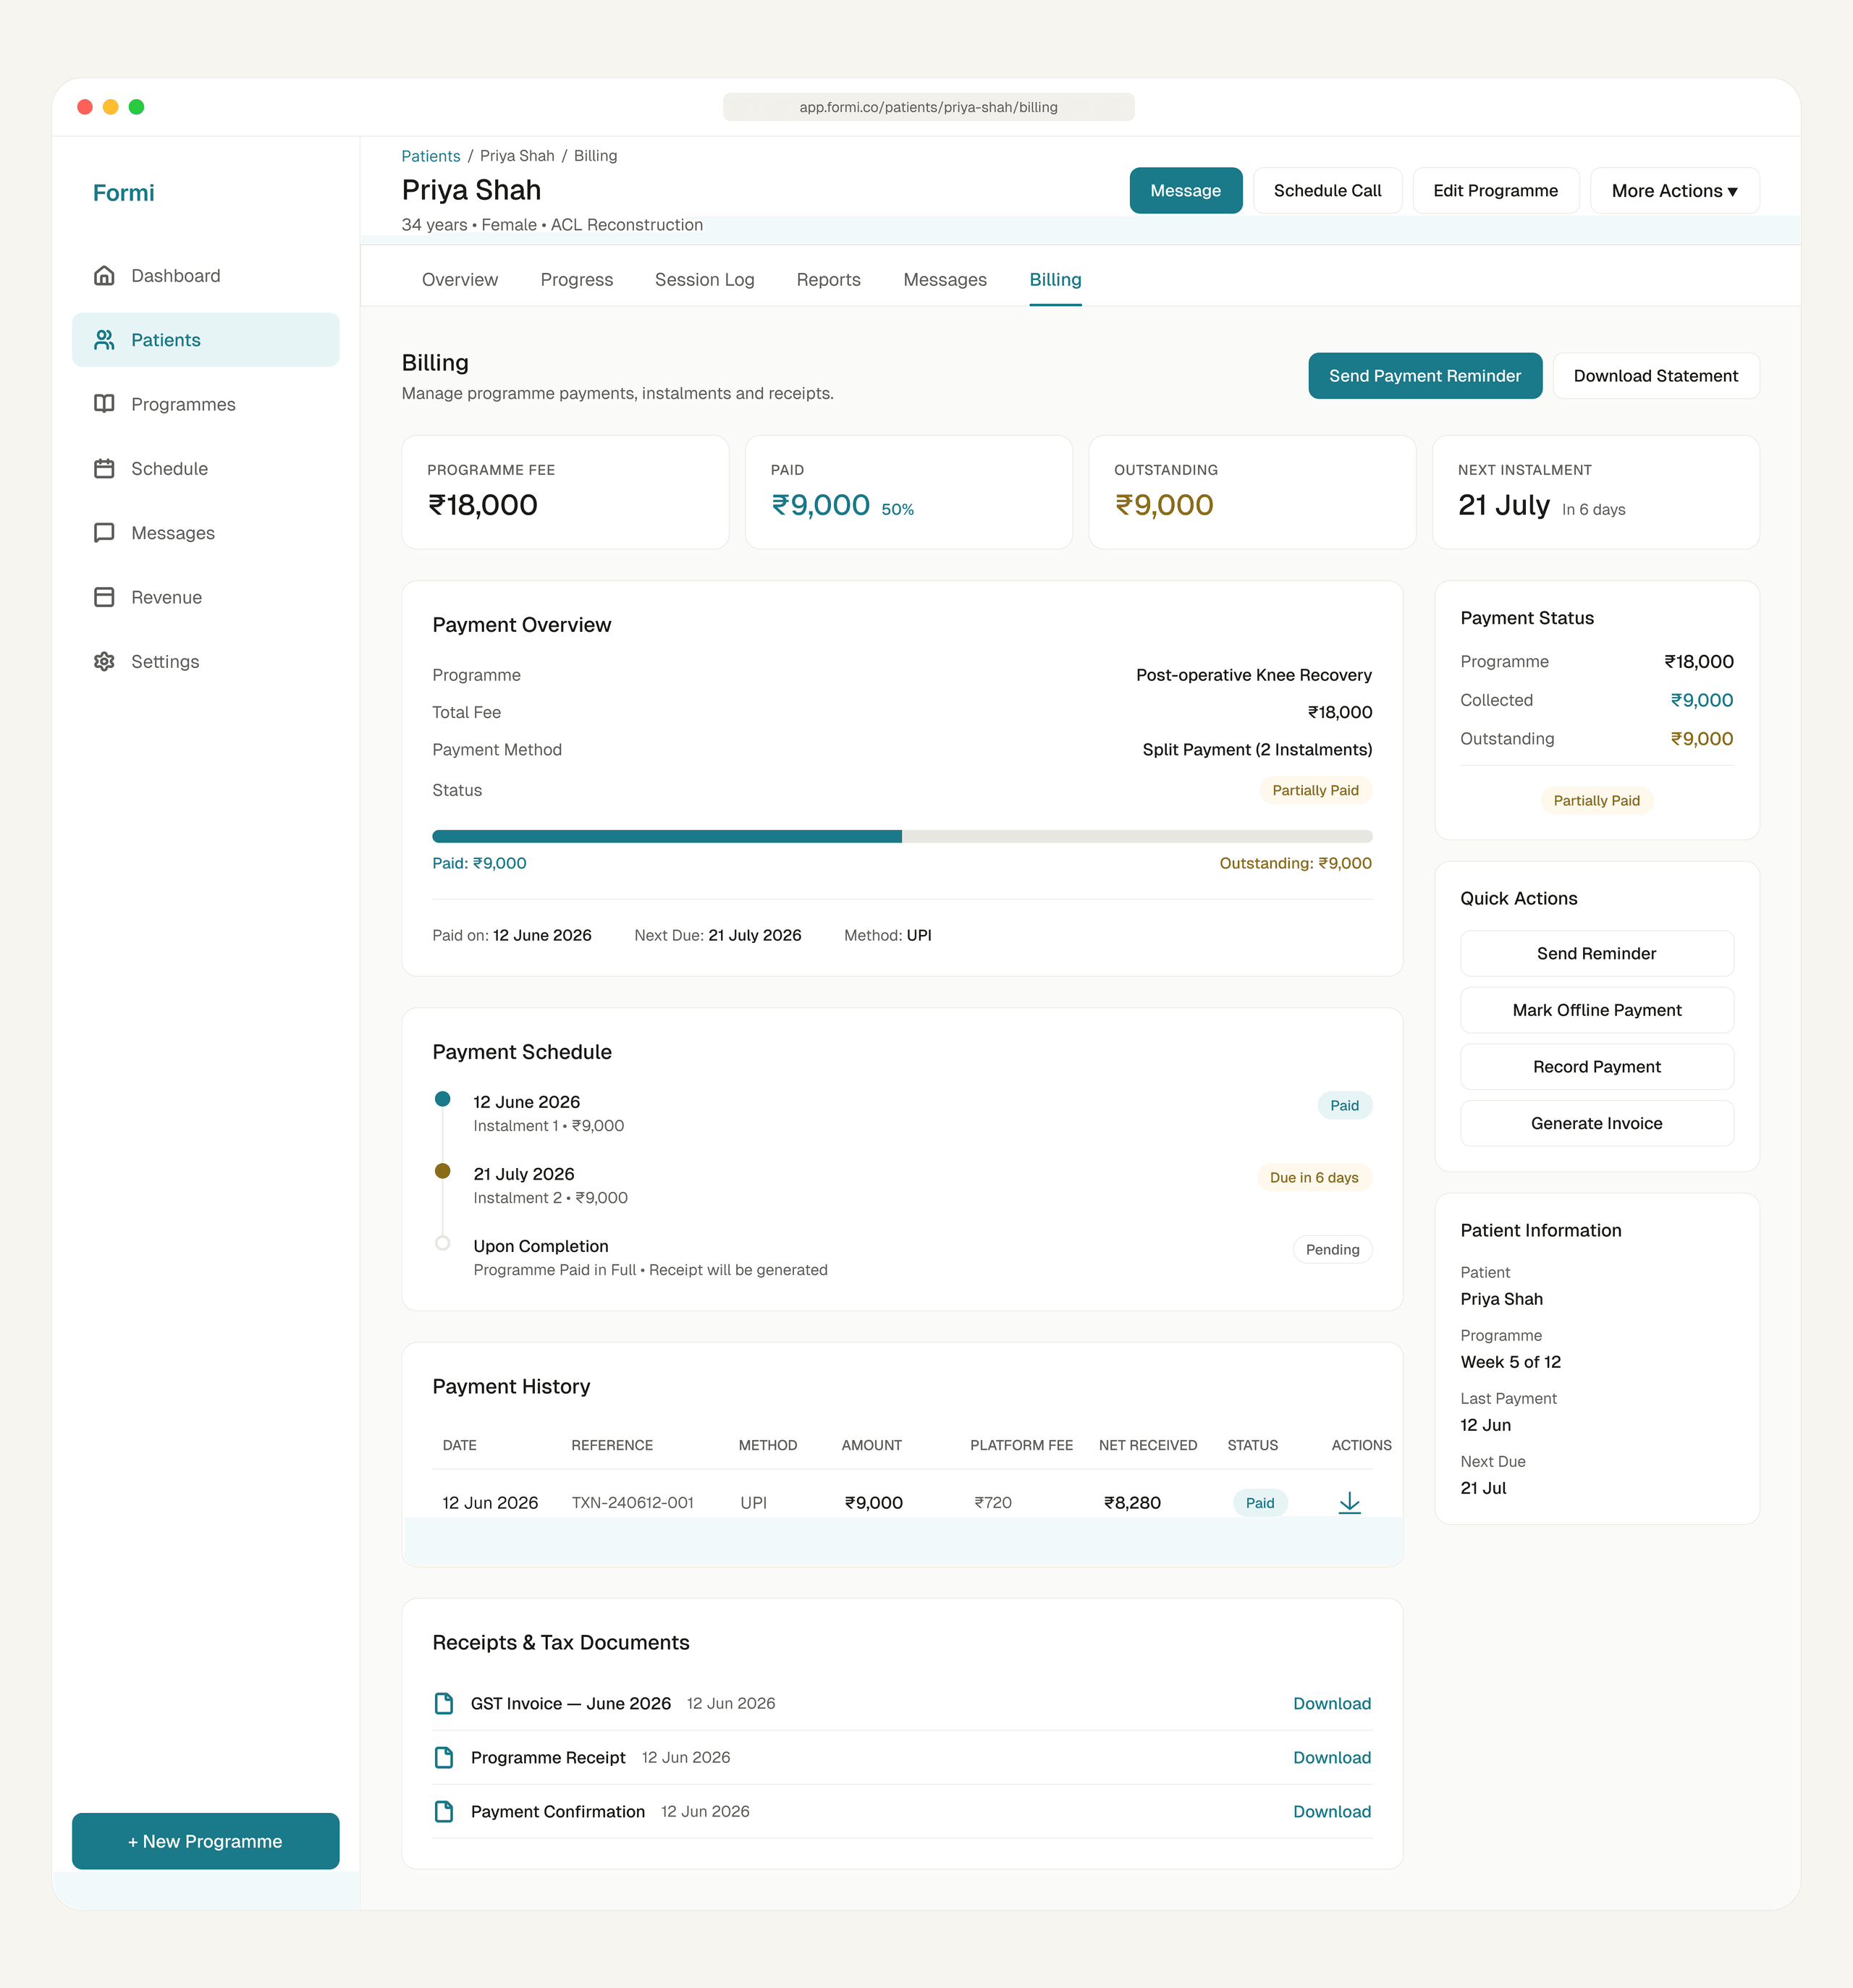 app.formi.co/patients/priya-shah/billing
Formi
Dashboard
Patients
Programmes
Schedule
Messages
Revenue
Settings
+ New Programme
Patients / Priya Shah / Billing
Priya Shah
34 years • Female • ACL Reconstruction
Message
Schedule Call
Edit Programme
More Actions ▾
Overview
Progress
Session Log
Reports
Messages
Billing
Billing
Manage programme payments, instalments and receipts.
Send Payment Reminder
Download Statement
PROGRAMME FEE
₹18,000
PAID
₹9,000 50%
OUTSTANDING
₹9,000
NEXT INSTALMENT
21 July In 6 days
Payment Overview
Programme Post-operative Knee Recovery
Total Fee ₹18,000
Payment Method Split Payment (2 Instalments)
Status Partially Paid
Paid: ₹9,000 Outstanding: ₹9,000
Paid on: 12 June 2026 Next Due: 21 July 2026 Method: UPI
Payment Schedule
12 June 2026 Paid
Instalment 1 • ₹9,000
21 July 2026 Due in 6 days
Instalment 2 • ₹9,000
Upon Completion Pending
Programme Paid in Full • Receipt will be generated
Payment History
DATE REFERENCE METHOD AMOUNT PLATFORM FEE NET RECEIVED STATUS ACTIONS
12 Jun 2026 TXN-240612-001 UPI ₹9,000 ₹720 ₹8,280 Paid
Receipts & Tax Documents
GST Invoice — June 2026 12 Jun 2026 Download
Programme Receipt 12 Jun 2026 Download
Payment Confirmation 12 Jun 2026 Download
Payment Status
Programme ₹18,000
Collected ₹9,000
Outstanding ₹9,000
Partially Paid
Quick Actions
Send Reminder
Mark Offline Payment
Record Payment
Generate Invoice
Patient Information
Patient
Priya Shah
Programme
Week 5 of 12
Last Payment
12 Jun
Next Due
21 Jul